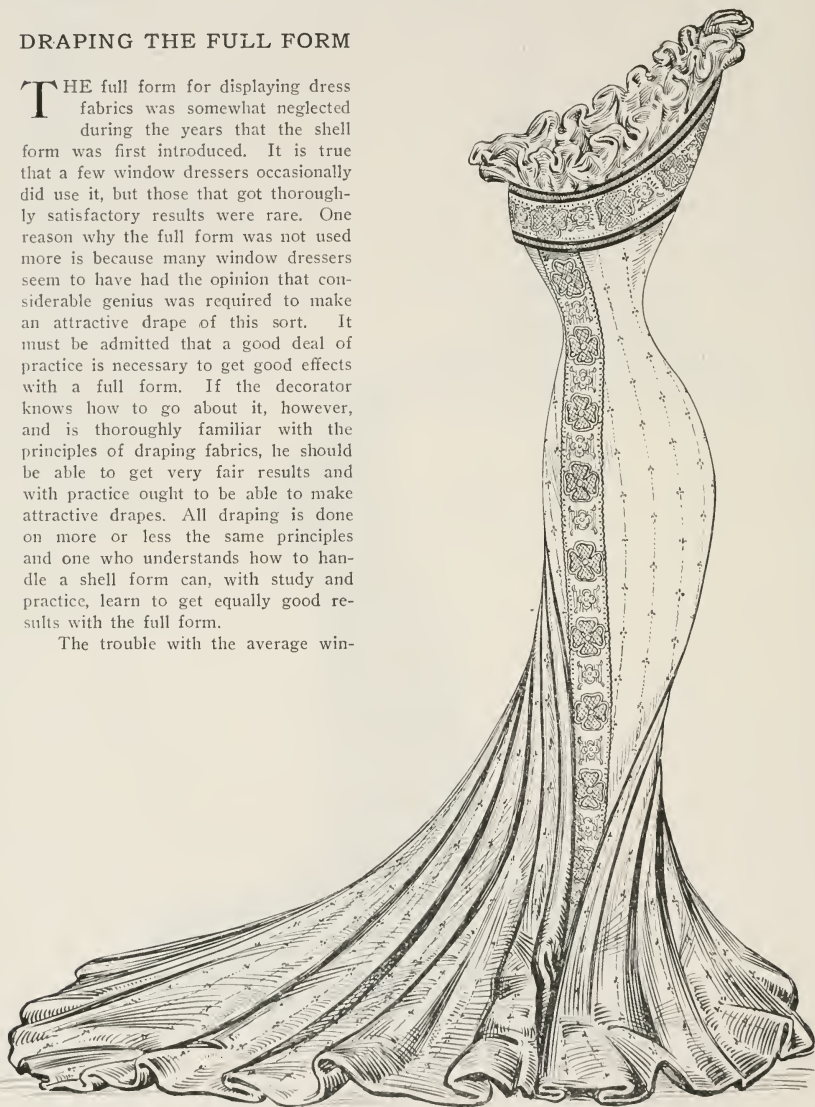 DRAPING THE FULL FORM
THE full form for displaying dress
fabrics was somewhat neglected
during the years that the shell
form was first introduced. It is true
that a few window dressers occasionally
did use it, but those that got thorough-
ly satisfactory results were rare. One
reason why the full form was not used
more is because many window dressers
seem to have had the opinion that con-
siderable genius was required to make
an attractive drape of this sort. It
must be admitted that a good deal of
practice is necessary to get good effects
with a full form. If the decorator
knows how to go about it, however,
and is thoroughly familiar with the
principles of draping fabrics, he should
be able to get very fair results and
with practice ought to be able to make
attractive drapes. All draping is done
on more or less the same principles
and one who understands how to han-
dle a shell form can, with study and
practice, learn to get equally good re-
sults with the full form.
The trouble with the average win-